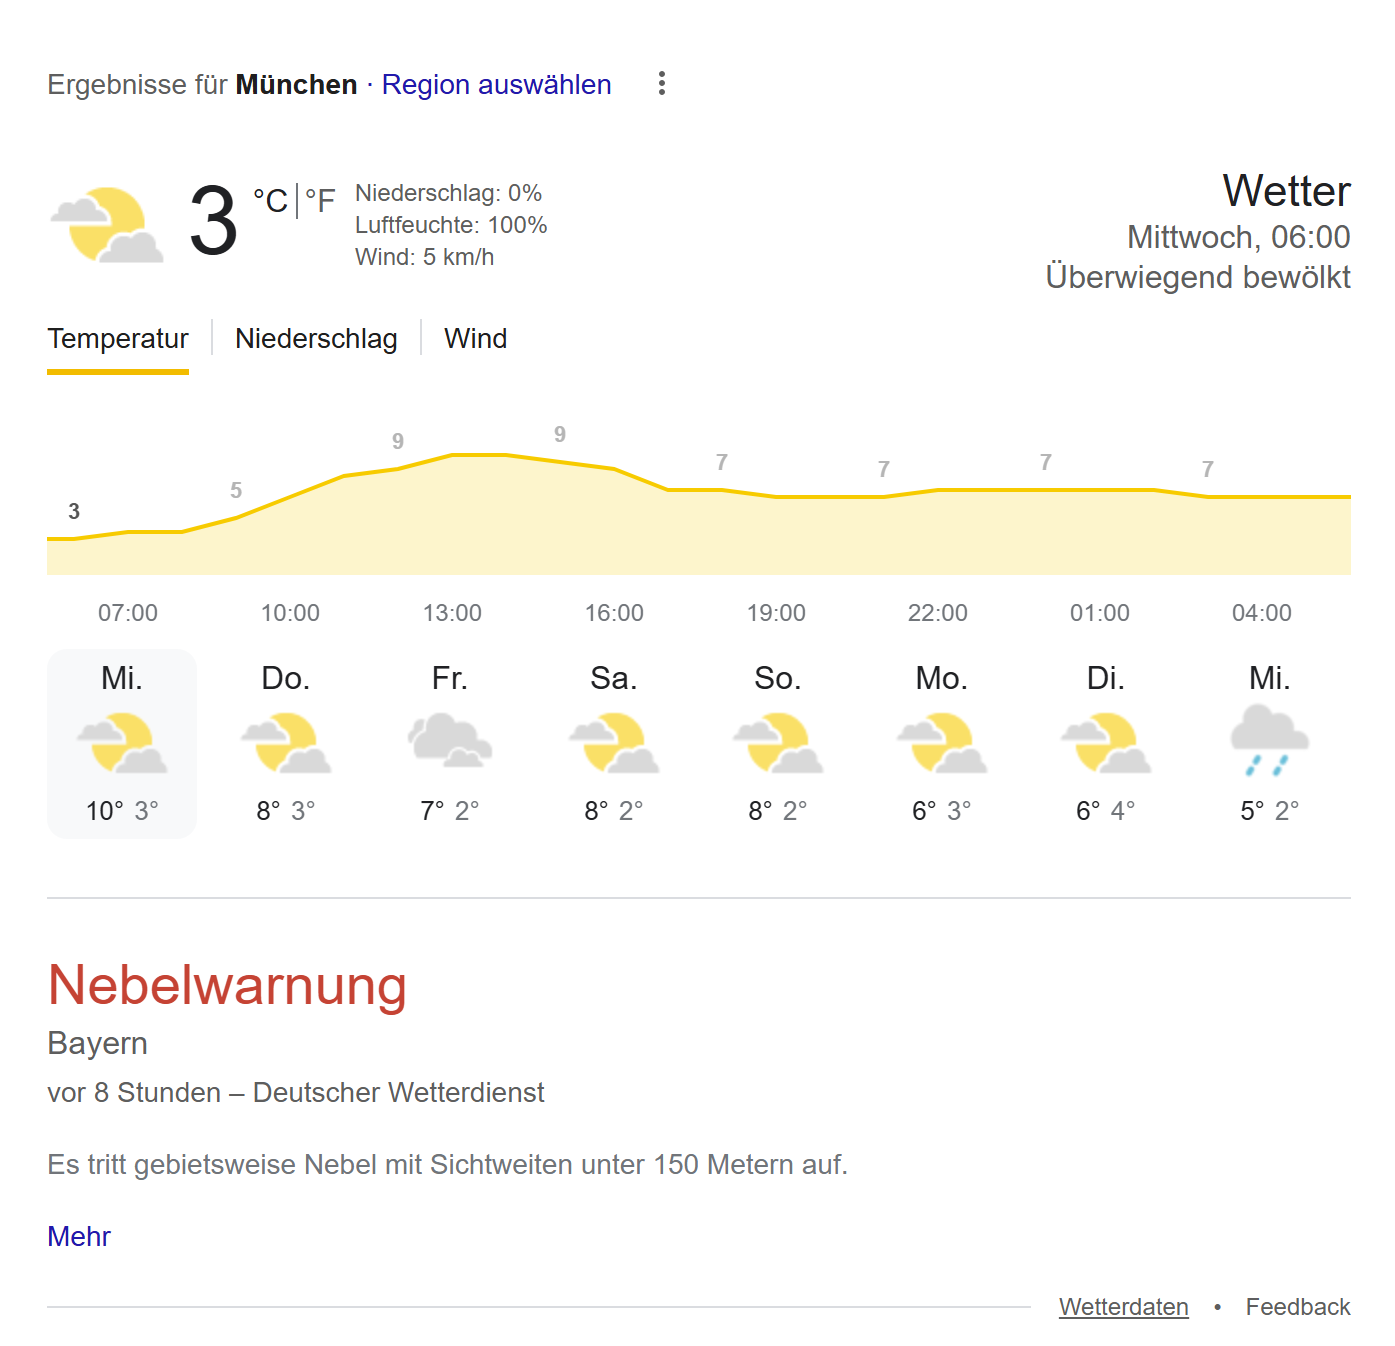 Ergebnisse für München · Region auswählen
3 °C | °F
Niederschlag: 0%
Luftfeuchte: 100%
Wind: 5 km/h
Wetter
Mittwoch, 06:00
Überwiegend bewölkt
Temperatur
Niederschlag
Wind
3 5 9 9 7 7 7 7
07:00 10:00 13:00 16:00 19:00 22:00 01:00 04:00
Mi. Do. Fr. Sa. So. Mo. Di. Mi.
10° 3° 8° 3° 7° 2° 8° 2° 8° 2° 6° 3° 6° 4° 5° 2°
Nebelwarnung
Bayern
vor 8 Stunden – Deutscher Wetterdienst
Es tritt gebietsweise Nebel mit Sichtweiten unter 150 Metern auf.
Mehr
Wetterdaten • Feedback